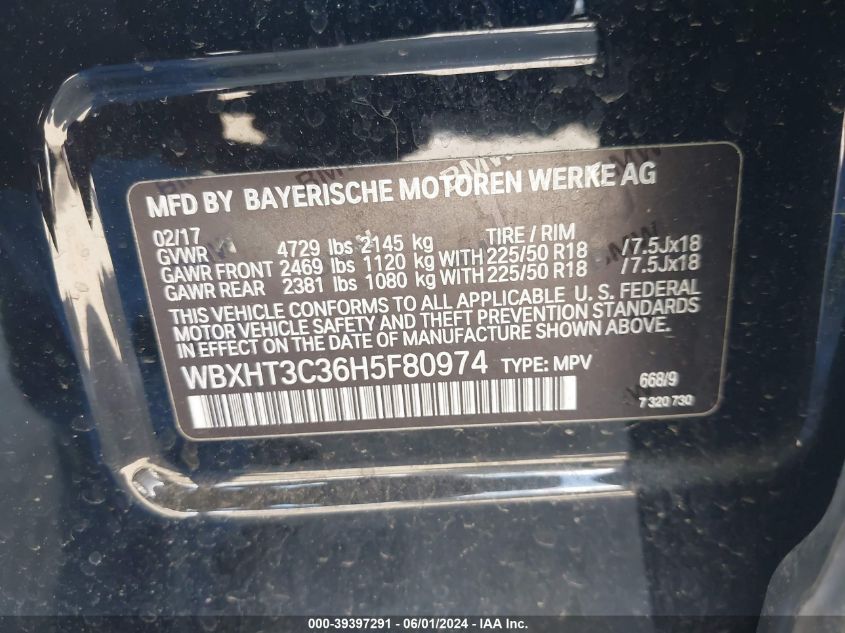 MFD BY BAYERISCHE MOTOREN WERKE AG
02/17 TIRE / RIM
GVWR 4729 lbs 2145 kg
GAWR FRONT 2469 lbs 1120 kg WITH 225/50 R18 /7.5Jx18
GAWR REAR 2381 lbs 1080 kg WITH 225/50 R18 /7.5Jx18
THIS VEHICLE CONFORMS TO ALL APPLICABLE U. S. FEDERAL
MOTOR VEHICLE SAFETY AND THEFT PREVENTION STANDARDS
IN EFFECT ON THE DATE OF MANUFACTURE SHOWN ABOVE.
WBXHT3C36H5F80974 TYPE: MPV
668/9
7 320 730
BMW BMW BMW BMW
000-39397291 - 06/01/2024 - IAA Inc.